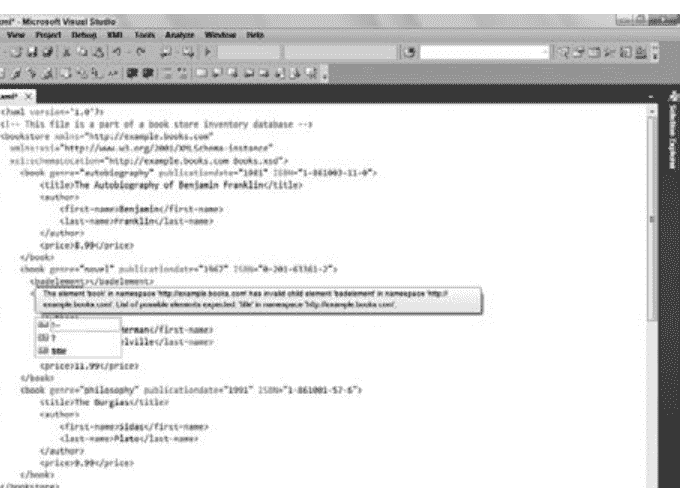 xml* - Microsoft Visual Studio
View Project Debug XML Tools Analyze Window Help
xml* X
Solution Explorer
<?xml version='1.0'?>
<!-- This file is a part of a book store inventory database -->
<bookstore xmlns="http://example.books.com"
xmlns:xsi="http://www.w3.org/2001/XMLSchema-instance"
xsi:schemaLocation="http://example.books.com books.xsd">
<book genre="autobiography" publicationdate="1981" ISBN="1-861003-11-0">
<title>The Autobiography of Benjamin Franklin</title>
<author>
<first-name>Benjamin</first-name>
<last-name>Franklin</last-name>
</author>
<price>8.99</price>
</book>
<book genre="novel" publicationdate="1967" ISBN="0-201-63361-2">
<badelement></badelement>
The element 'book' in namespace 'http://example.books.com' has invalid child element 'badelement' in namespace 'http://
example.books.com'. List of possible elements expected: 'title' in namespace 'http://example.books.com'.
!--
?
title
Herman</first-name>
elville</last-name>
<price>11.99</price>
</book>
<book genre="philosophy" publicationdate="1991" ISBN="1-861001-57-6">
<title>The Gorgias</title>
<author>
<first-name>Sidas</first-name>
<last-name>Plato</last-name>
</author>
<price>9.99</price>
</book>
</bookstore>